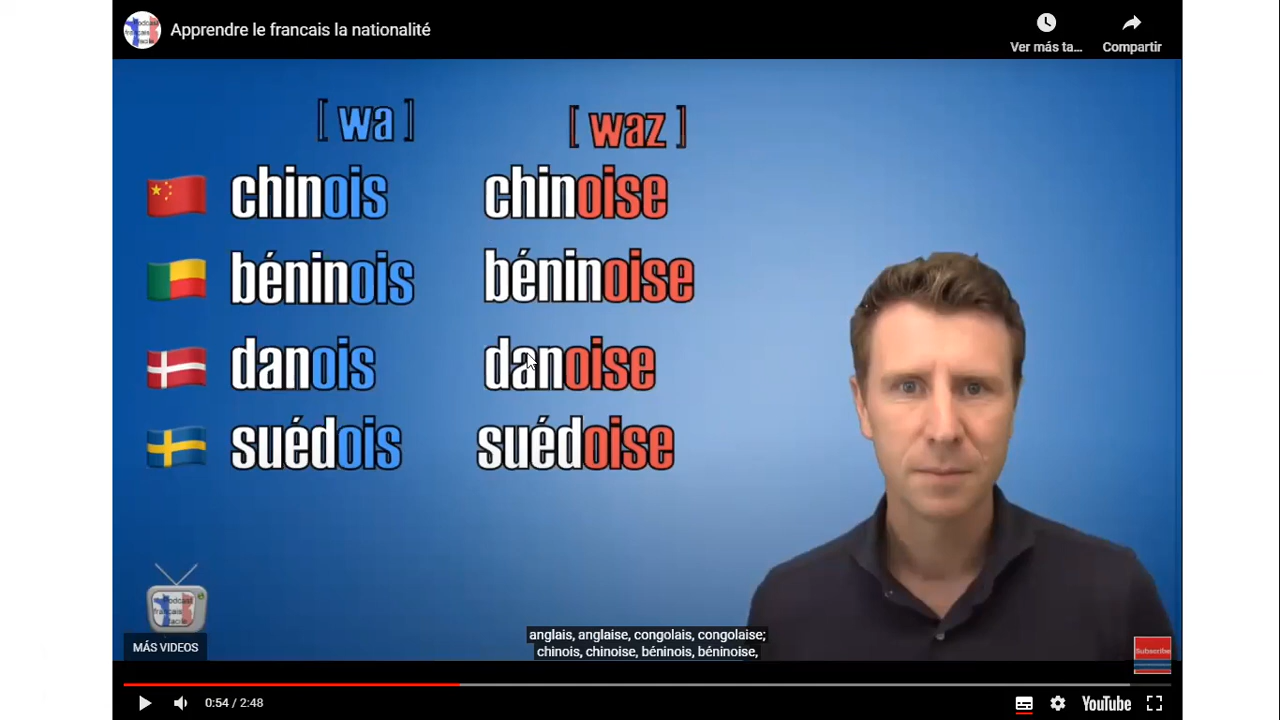 Apprendre le francais la nationalité
Ver más ta...
Compartir
[ wa ]
[ waz ]
chinois
chinoise
béninois
béninoise
danois
danoise
suédois
suédoise
MÁS VIDEOS
anglais, anglaise, congolais, congolaise;
chinois, chinoise, béninois, béninoise,
Subscribe
0:54 / 2:48
YouTube